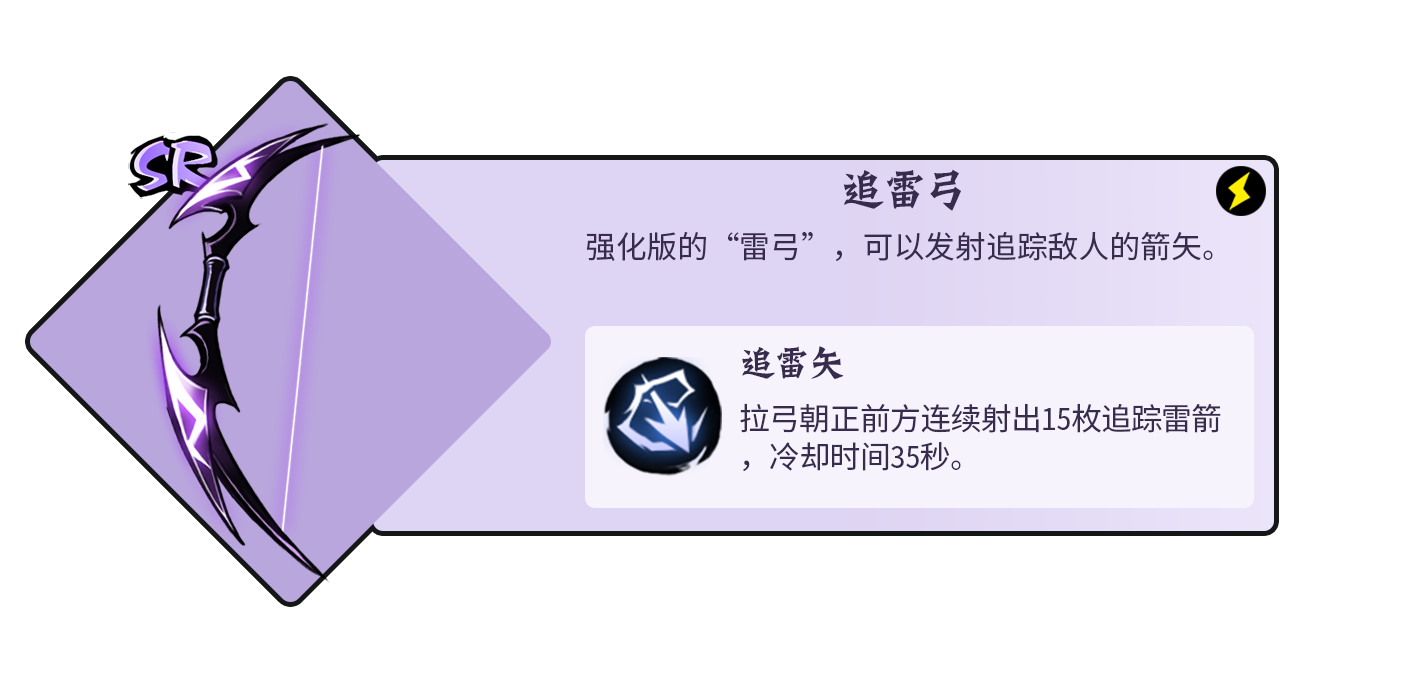 SR
追雷弓
强化版的“雷弓”，可以发射追踪敌人的箭矢。
追雷矢
拉弓朝正前方连续射出15枚追踪雷箭
，冷却时间35秒。